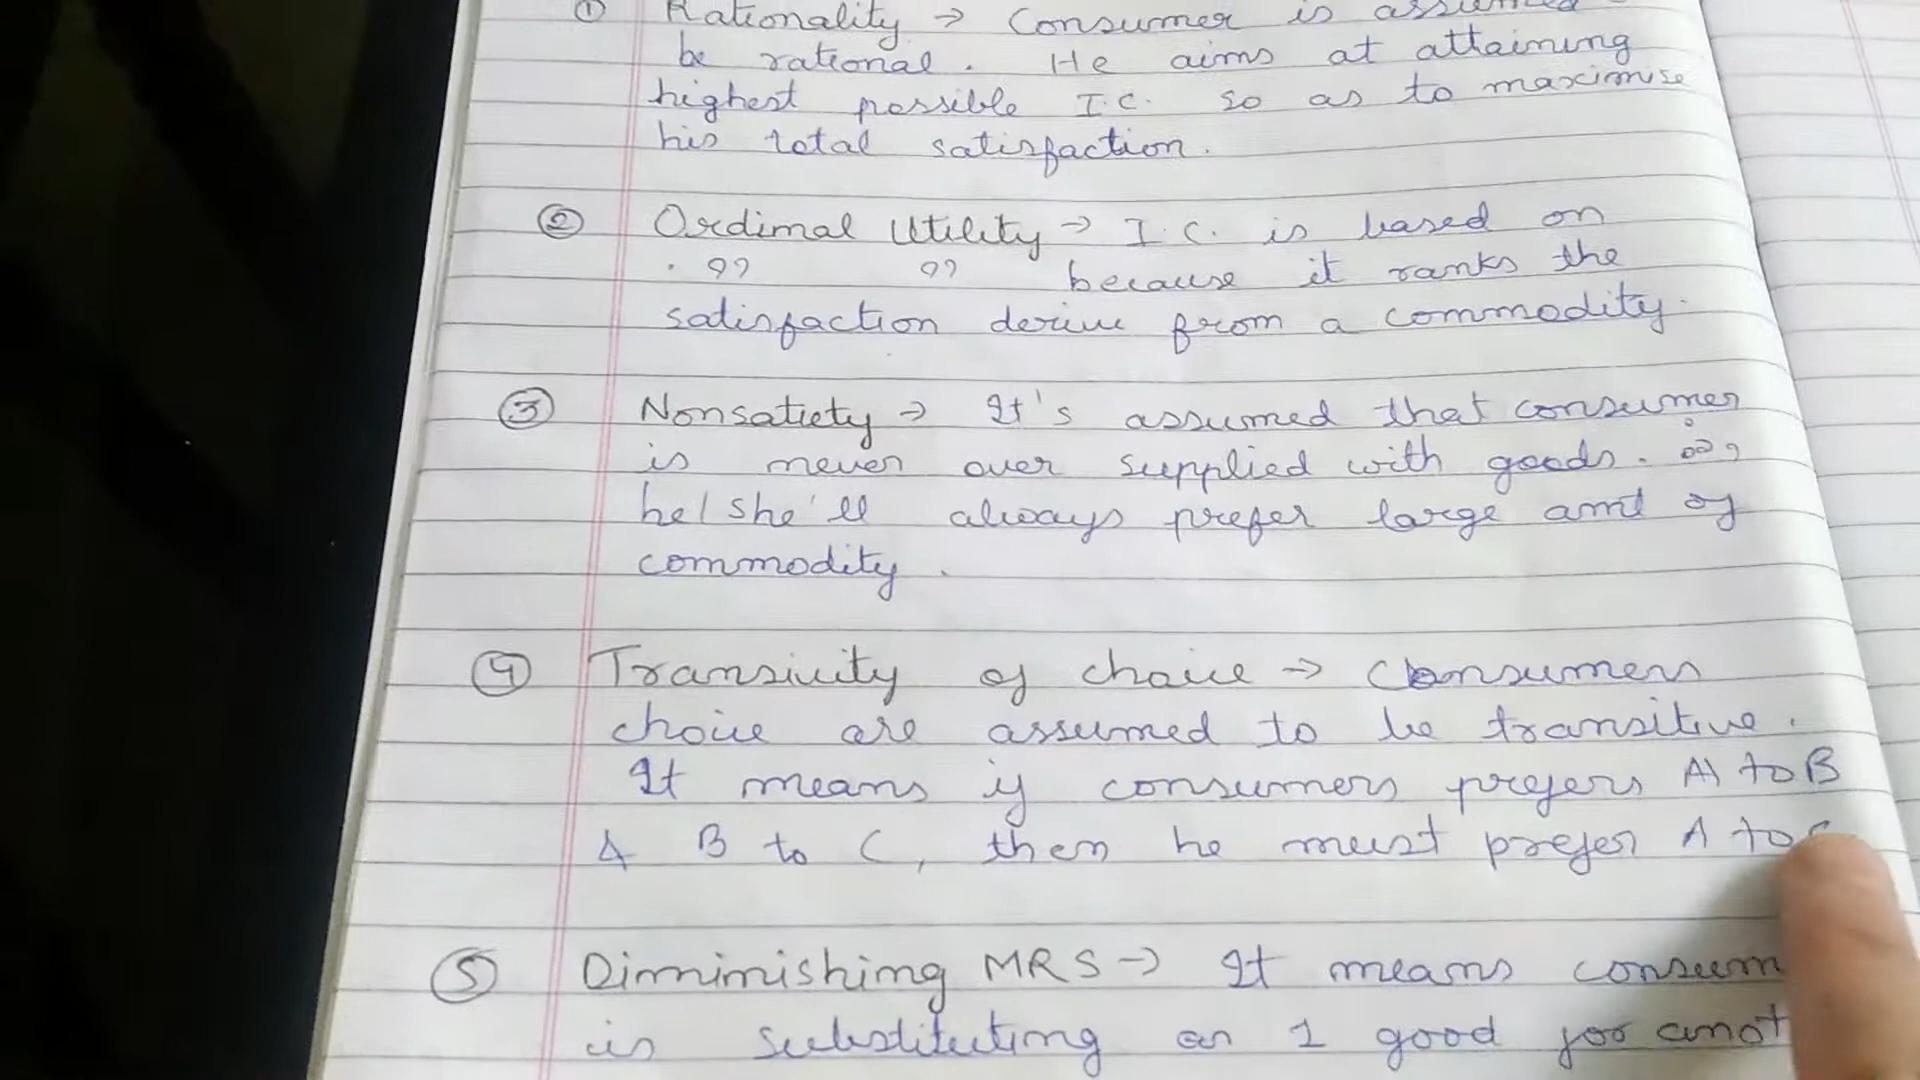 ① Rationality → Consumer is assumed
be rational. He aims at attaining
highest possible I.C. so as to maximise
his total satisfaction.
② Ordinal Utility → I.C. is based on
" " because it ranks the
satisfaction derive from a commodity.
③ Nonsatiety → It's assumed that consumer
is never over supplied with goods.
he/she'll always prefer large amt of
commodity.
④ Transivity of choice → Consumers
choice are assumed to be transitive.
It means if consumers prefers A to B
& B to C, then he must prefer A to C
⑤ Diminishing MRS → It means consum
is substituting as 1 good for anot